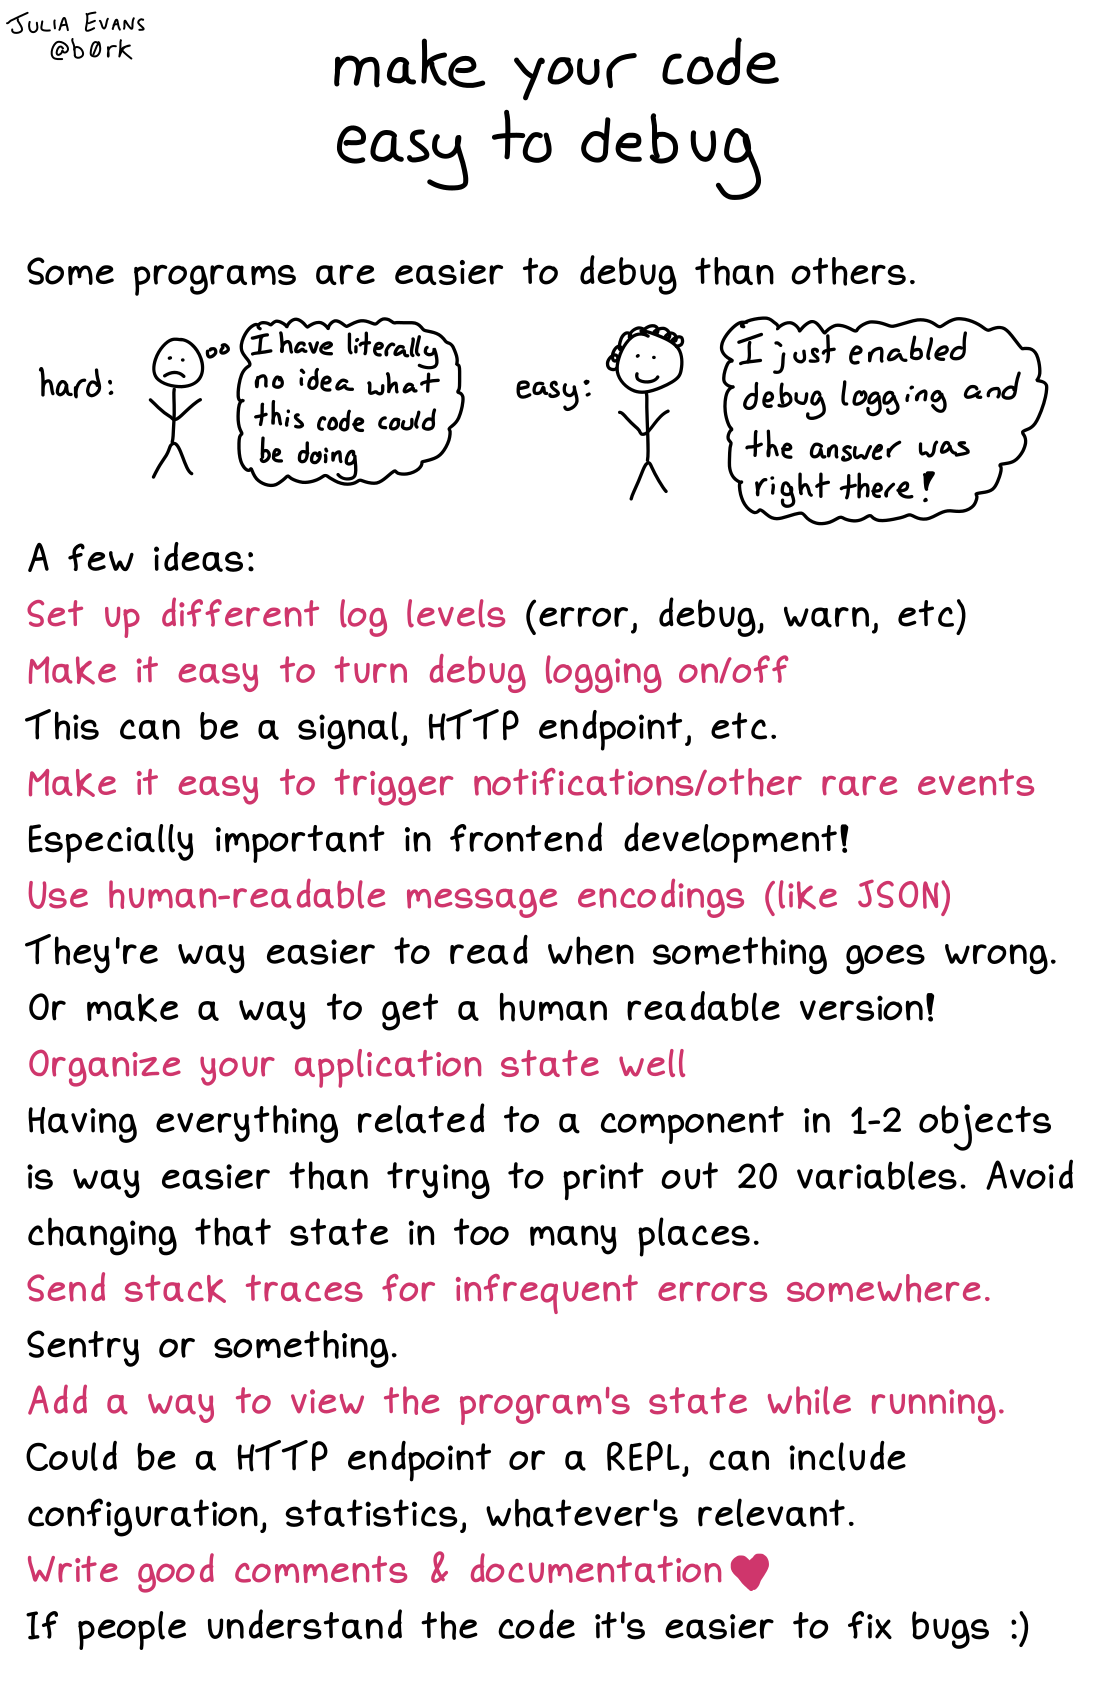 JULIA EVANS
@b0rk
make your code
easy to debug
Some programs are easier to debug than others.
hard:
I have literally
no idea what
this code could
be doing
easy:
I just enabled
debug logging and
the answer was
right there!
A few ideas:
Set up different log levels (error, debug, warn, etc)
Make it easy to turn debug logging on/off
This can be a signal, HTTP endpoint, etc.
Make it easy to trigger notifications/other rare events
Especially important in frontend development!
Use human-readable message encodings (like JSON)
They're way easier to read when something goes wrong.
Or make a way to get a human readable version!
Organize your application state well
Having everything related to a component in 1-2 objects
is way easier than trying to print out 20 variables. Avoid
changing that state in too many places.
Send stack traces for infrequent errors somewhere.
Sentry or something.
Add a way to view the program's state while running.
Could be a HTTP endpoint or a REPL, can include
configuration, statistics, whatever's relevant.
Write good comments & documentation♥
If people understand the code it's easier to fix bugs :)